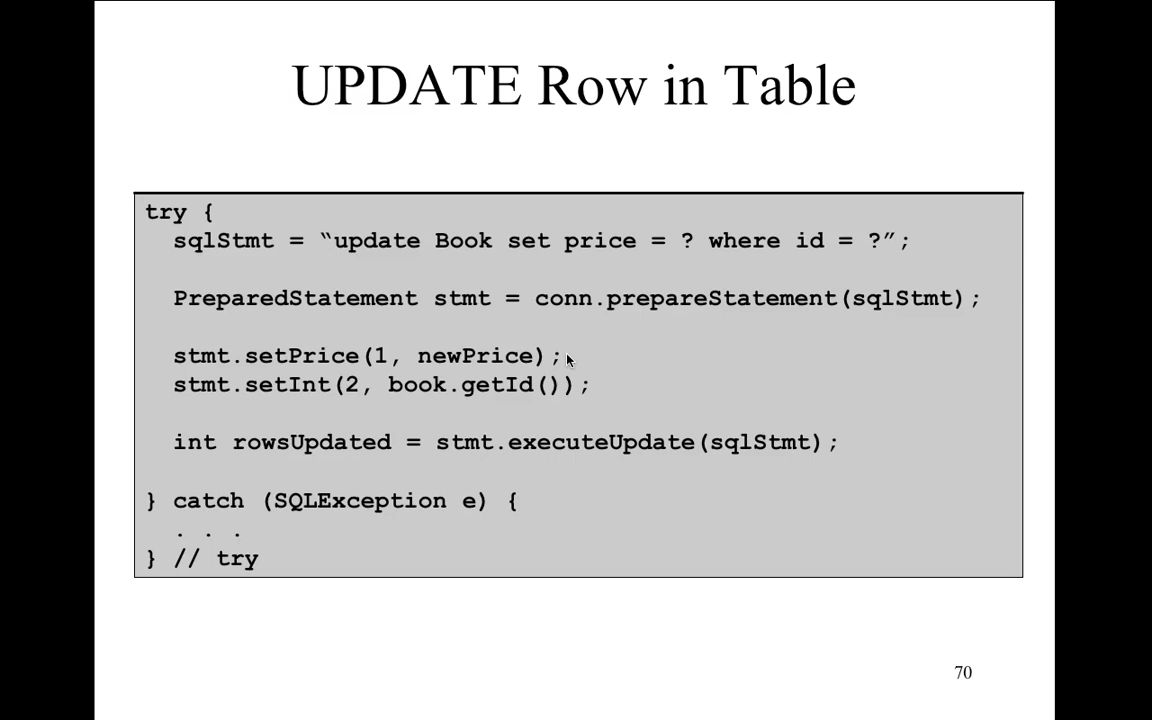 UPDATE Row in Table
try {
sqlStmt = “update Book set price = ? where id = ?”;
PreparedStatement stmt = conn.prepareStatement(sqlStmt);
stmt.setPrice(1, newPrice);
stmt.setInt(2, book.getId());
int rowsUpdated = stmt.executeUpdate(sqlStmt);
} catch (SQLException e) {
. . .
} // try
70